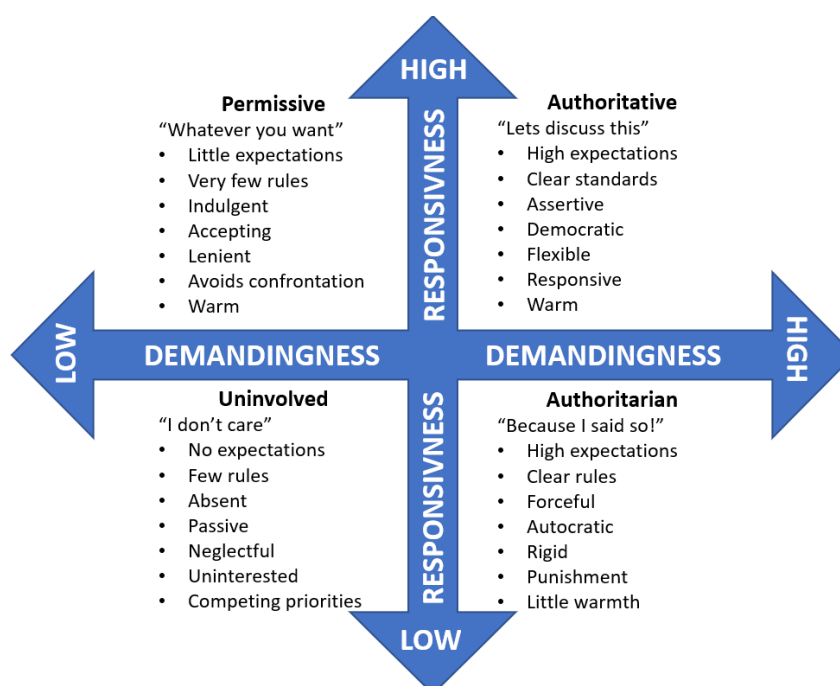 HIGH
Permissive
“Whatever you want”
• Little expectations
• Very few rules
• Indulgent
• Accepting
• Lenient
• Avoids confrontation
• Warm
RESPONSIVNESS
Authoritative
“Lets discuss this”
• High expectations
• Clear standards
• Assertive
• Democratic
• Flexible
• Responsive
• Warm
LOW
DEMANDINGNESS
DEMANDINGNESS
HIGH
Uninvolved
“I don’t care”
• No expectations
• Few rules
• Absent
• Passive
• Neglectful
• Uninterested
• Competing priorities
RESPONSIVNESS
Authoritarian
“Because I said so!”
• High expectations
• Clear rules
• Forceful
• Autocratic
• Rigid
• Punishment
• Little warmth
LOW